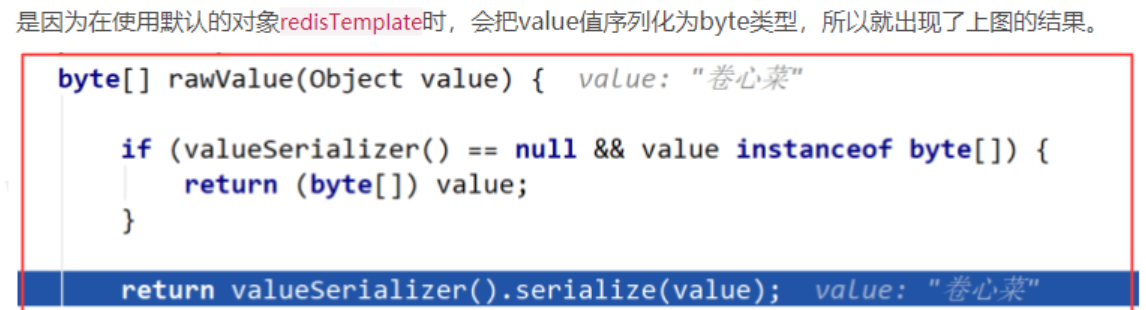 是因为在使用默认的对象redisTemplate时，会把value值序列化为byte类型，所以就出现了上图的结果。
byte[] rawValue(Object value) {  value: "卷心菜"
if (valueSerializer() == null && value instanceof byte[]) {
return (byte[]) value;
}
return valueSerializer().serialize(value);  value: "卷心菜"